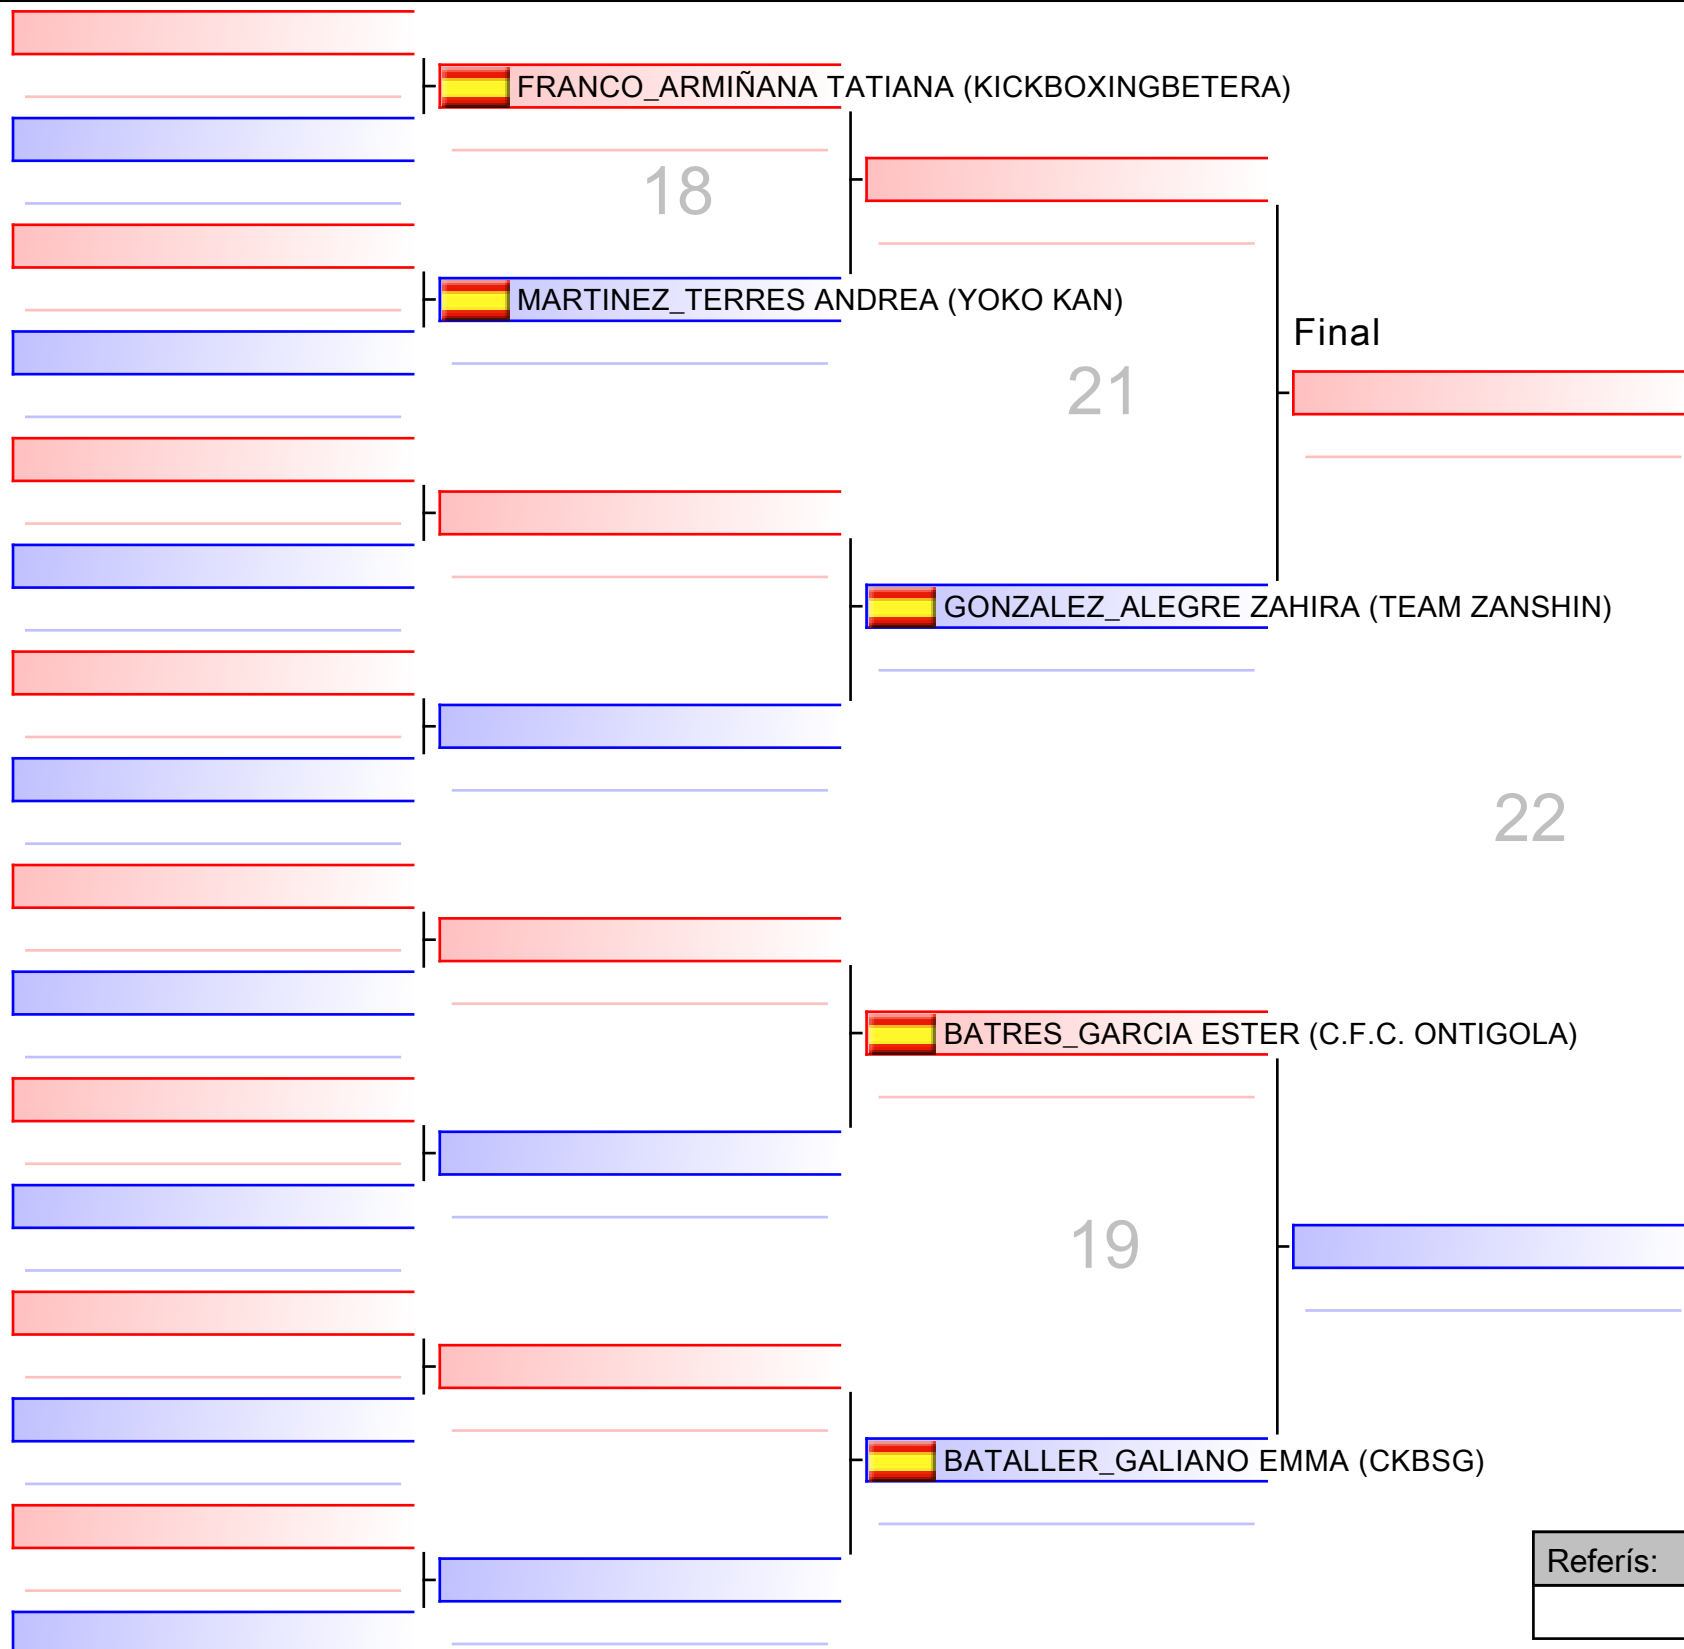 FRANCO_ARMIÑANA TATIANA (KICKBOXINGBETERA)
18
MARTINEZ_TERRES ANDREA (YOKO KAN)
Final
21
GONZALEZ_ALEGRE ZAHIRA (TEAM ZANSHIN)
22
BATRES_GARCIA ESTER (C.F.C. ONTIGOLA)
19
BATALLER_GALIANO EMMA (CKBSG)
Referís: